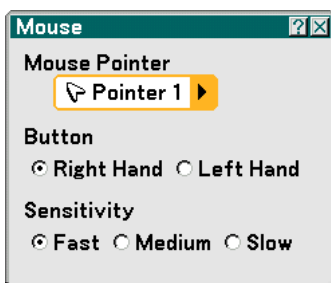 Mouse
Mouse Pointer
Pointer 1
Button
Right Hand Left Hand
Sensitivity
Fast Medium Slow